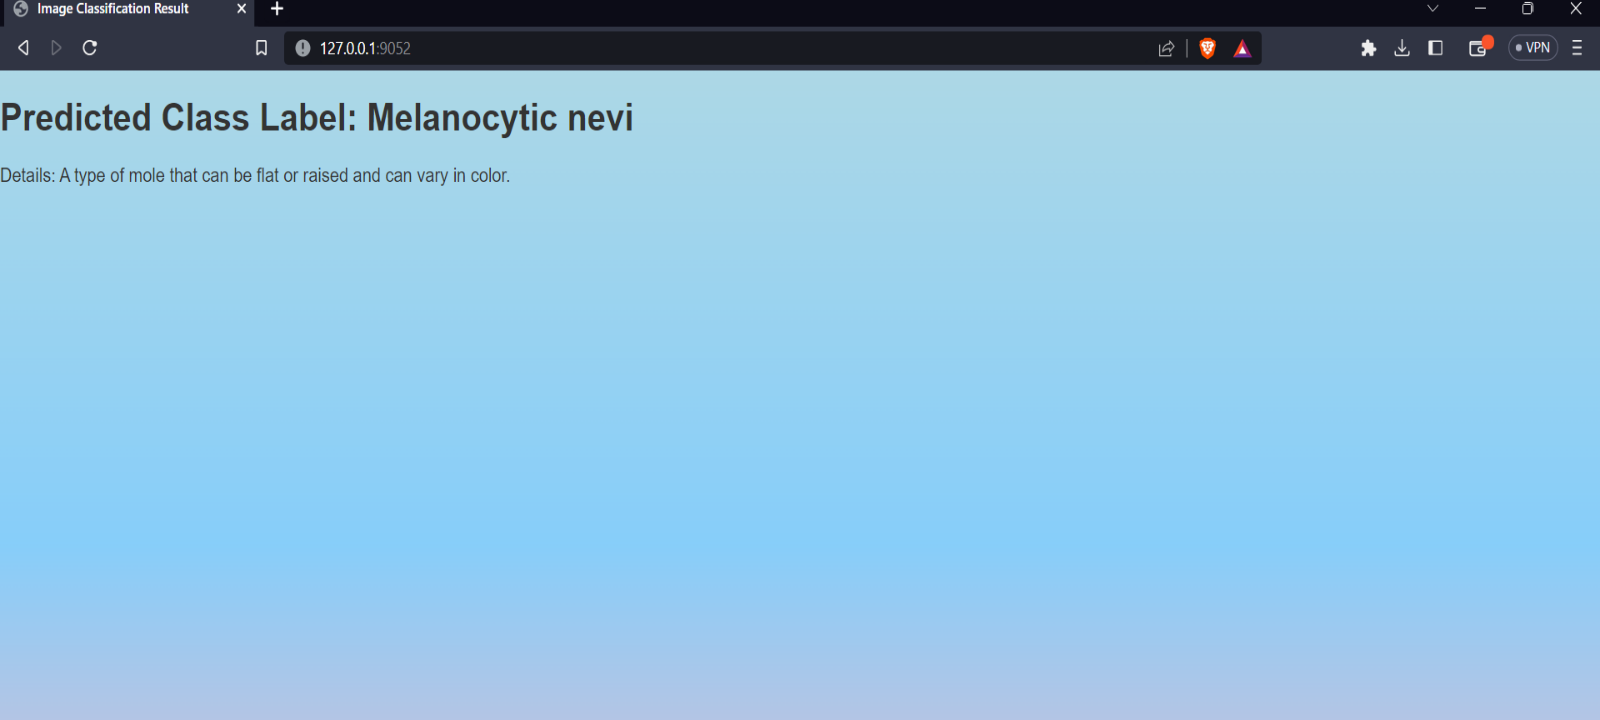 Image Classification Result
127.0.0.1:9052
VPN
Predicted Class Label: Melanocytic nevi
Details: A type of mole that can be flat or raised and can vary in color.